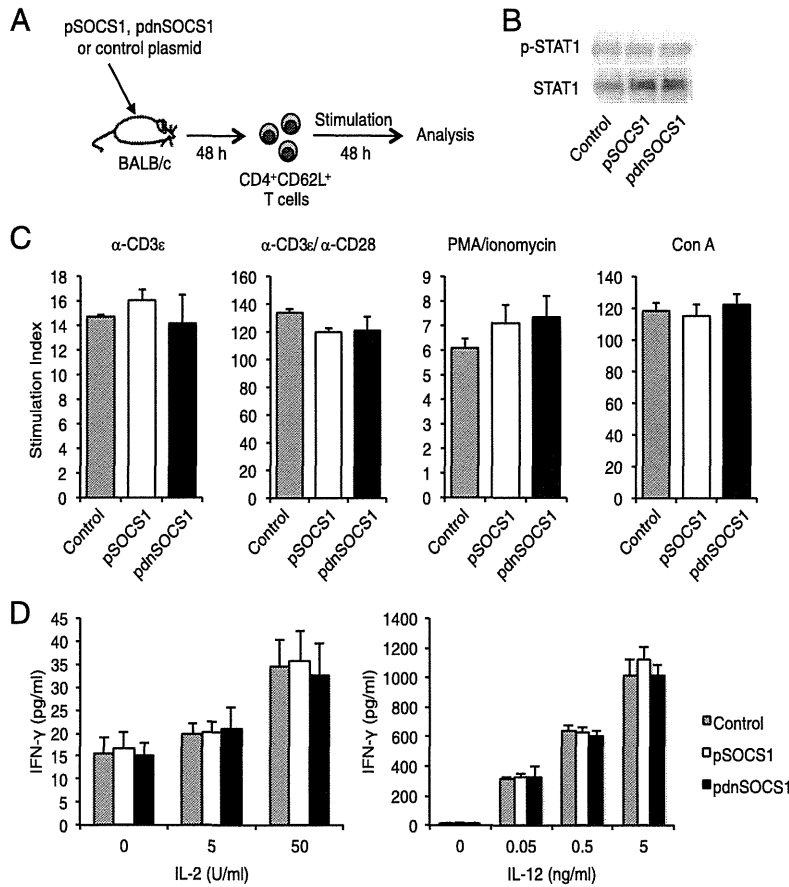 A
pSOCS1, pdnSOCS1
or control plasmid
BALB/c
48 h
CD4+CD62L+
T cells
Stimulation
48 h
Analysis
B
p-STAT1
STAT1
Control
pSOCS1
pdnSOCS1
C
α-CD3ε
Stimulation Index
18
16
14
12
10
8
6
4
2
0
Control
pSOCS1
pdnSOCS1
α-CD3ε/α-CD28
160
140
120
100
80
60
40
20
0
Control
pSOCS1
pdnSOCS1
PMA/ionomycin
9
8
7
6
5
4
3
2
1
0
Control
pSOCS1
pdnSOCS1
Con A
140
120
100
80
60
40
20
0
Control
pSOCS1
pdnSOCS1
D
IFN-γ (pg/ml)
45
40
35
30
25
20
15
10
5
0
0 5 50
IL-2 (U/ml)
IFN-γ (pg/ml)
1400
1200
1000
800
600
400
200
0
0 0.05 0.5 5
IL-12 (ng/ml)
Control
pSOCS1
pdnSOCS1